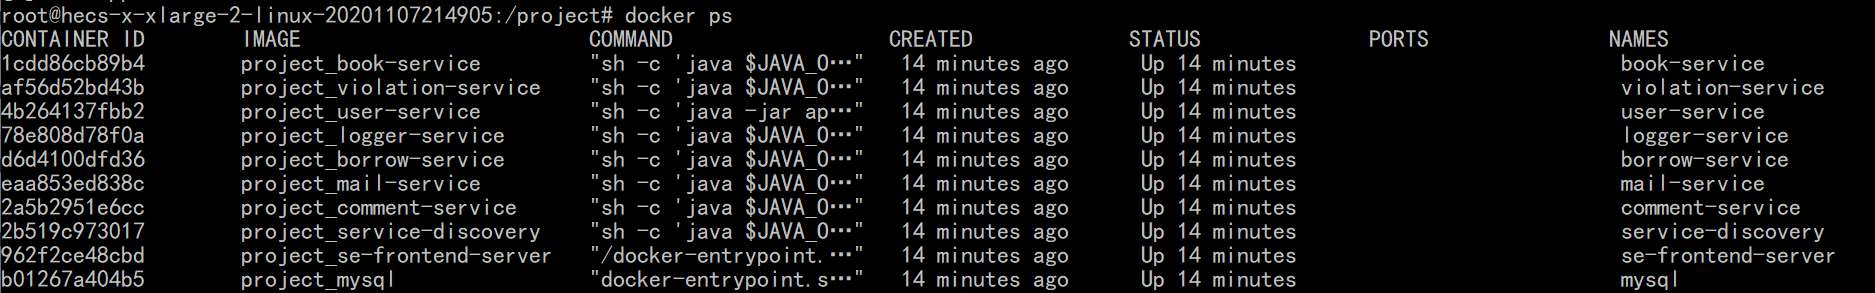 root@hecs-x-xlarge-2-linux-20201107214905:/project# docker ps
CONTAINER ID        IMAGE                        COMMAND                  CREATED             STATUS              PORTS               NAMES
1cdd86cb89b4        project_book-service         "sh -c 'java $JAVA_O…"   14 minutes ago      Up 14 minutes                           book-service
af56d52bd43b        project_violation-service    "sh -c 'java $JAVA_O…"   14 minutes ago      Up 14 minutes                           violation-service
4b264137fbb2        project_user-service         "sh -c 'java -jar ap…"   14 minutes ago      Up 14 minutes                           user-service
78e808d78f0a        project_logger-service       "sh -c 'java $JAVA_O…"   14 minutes ago      Up 14 minutes                           logger-service
d6d4100dfd36        project_borrow-service       "sh -c 'java $JAVA_O…"   14 minutes ago      Up 14 minutes                           borrow-service
eaa853ed838c        project_mail-service         "sh -c 'java $JAVA_O…"   14 minutes ago      Up 14 minutes                           mail-service
2a5b2951e6cc        project_comment-service      "sh -c 'java $JAVA_O…"   14 minutes ago      Up 14 minutes                           comment-service
2b519c973017        project_service-discovery    "sh -c 'java $JAVA_O…"   14 minutes ago      Up 14 minutes                           service-discovery
962f2ce48cbd        project_se-frontend-server   "/docker-entrypoint.…"   14 minutes ago      Up 14 minutes                           se-frontend-server
b01267a404b5        project_mysql                "docker-entrypoint.s…"   14 minutes ago      Up 14 minutes                           mysql